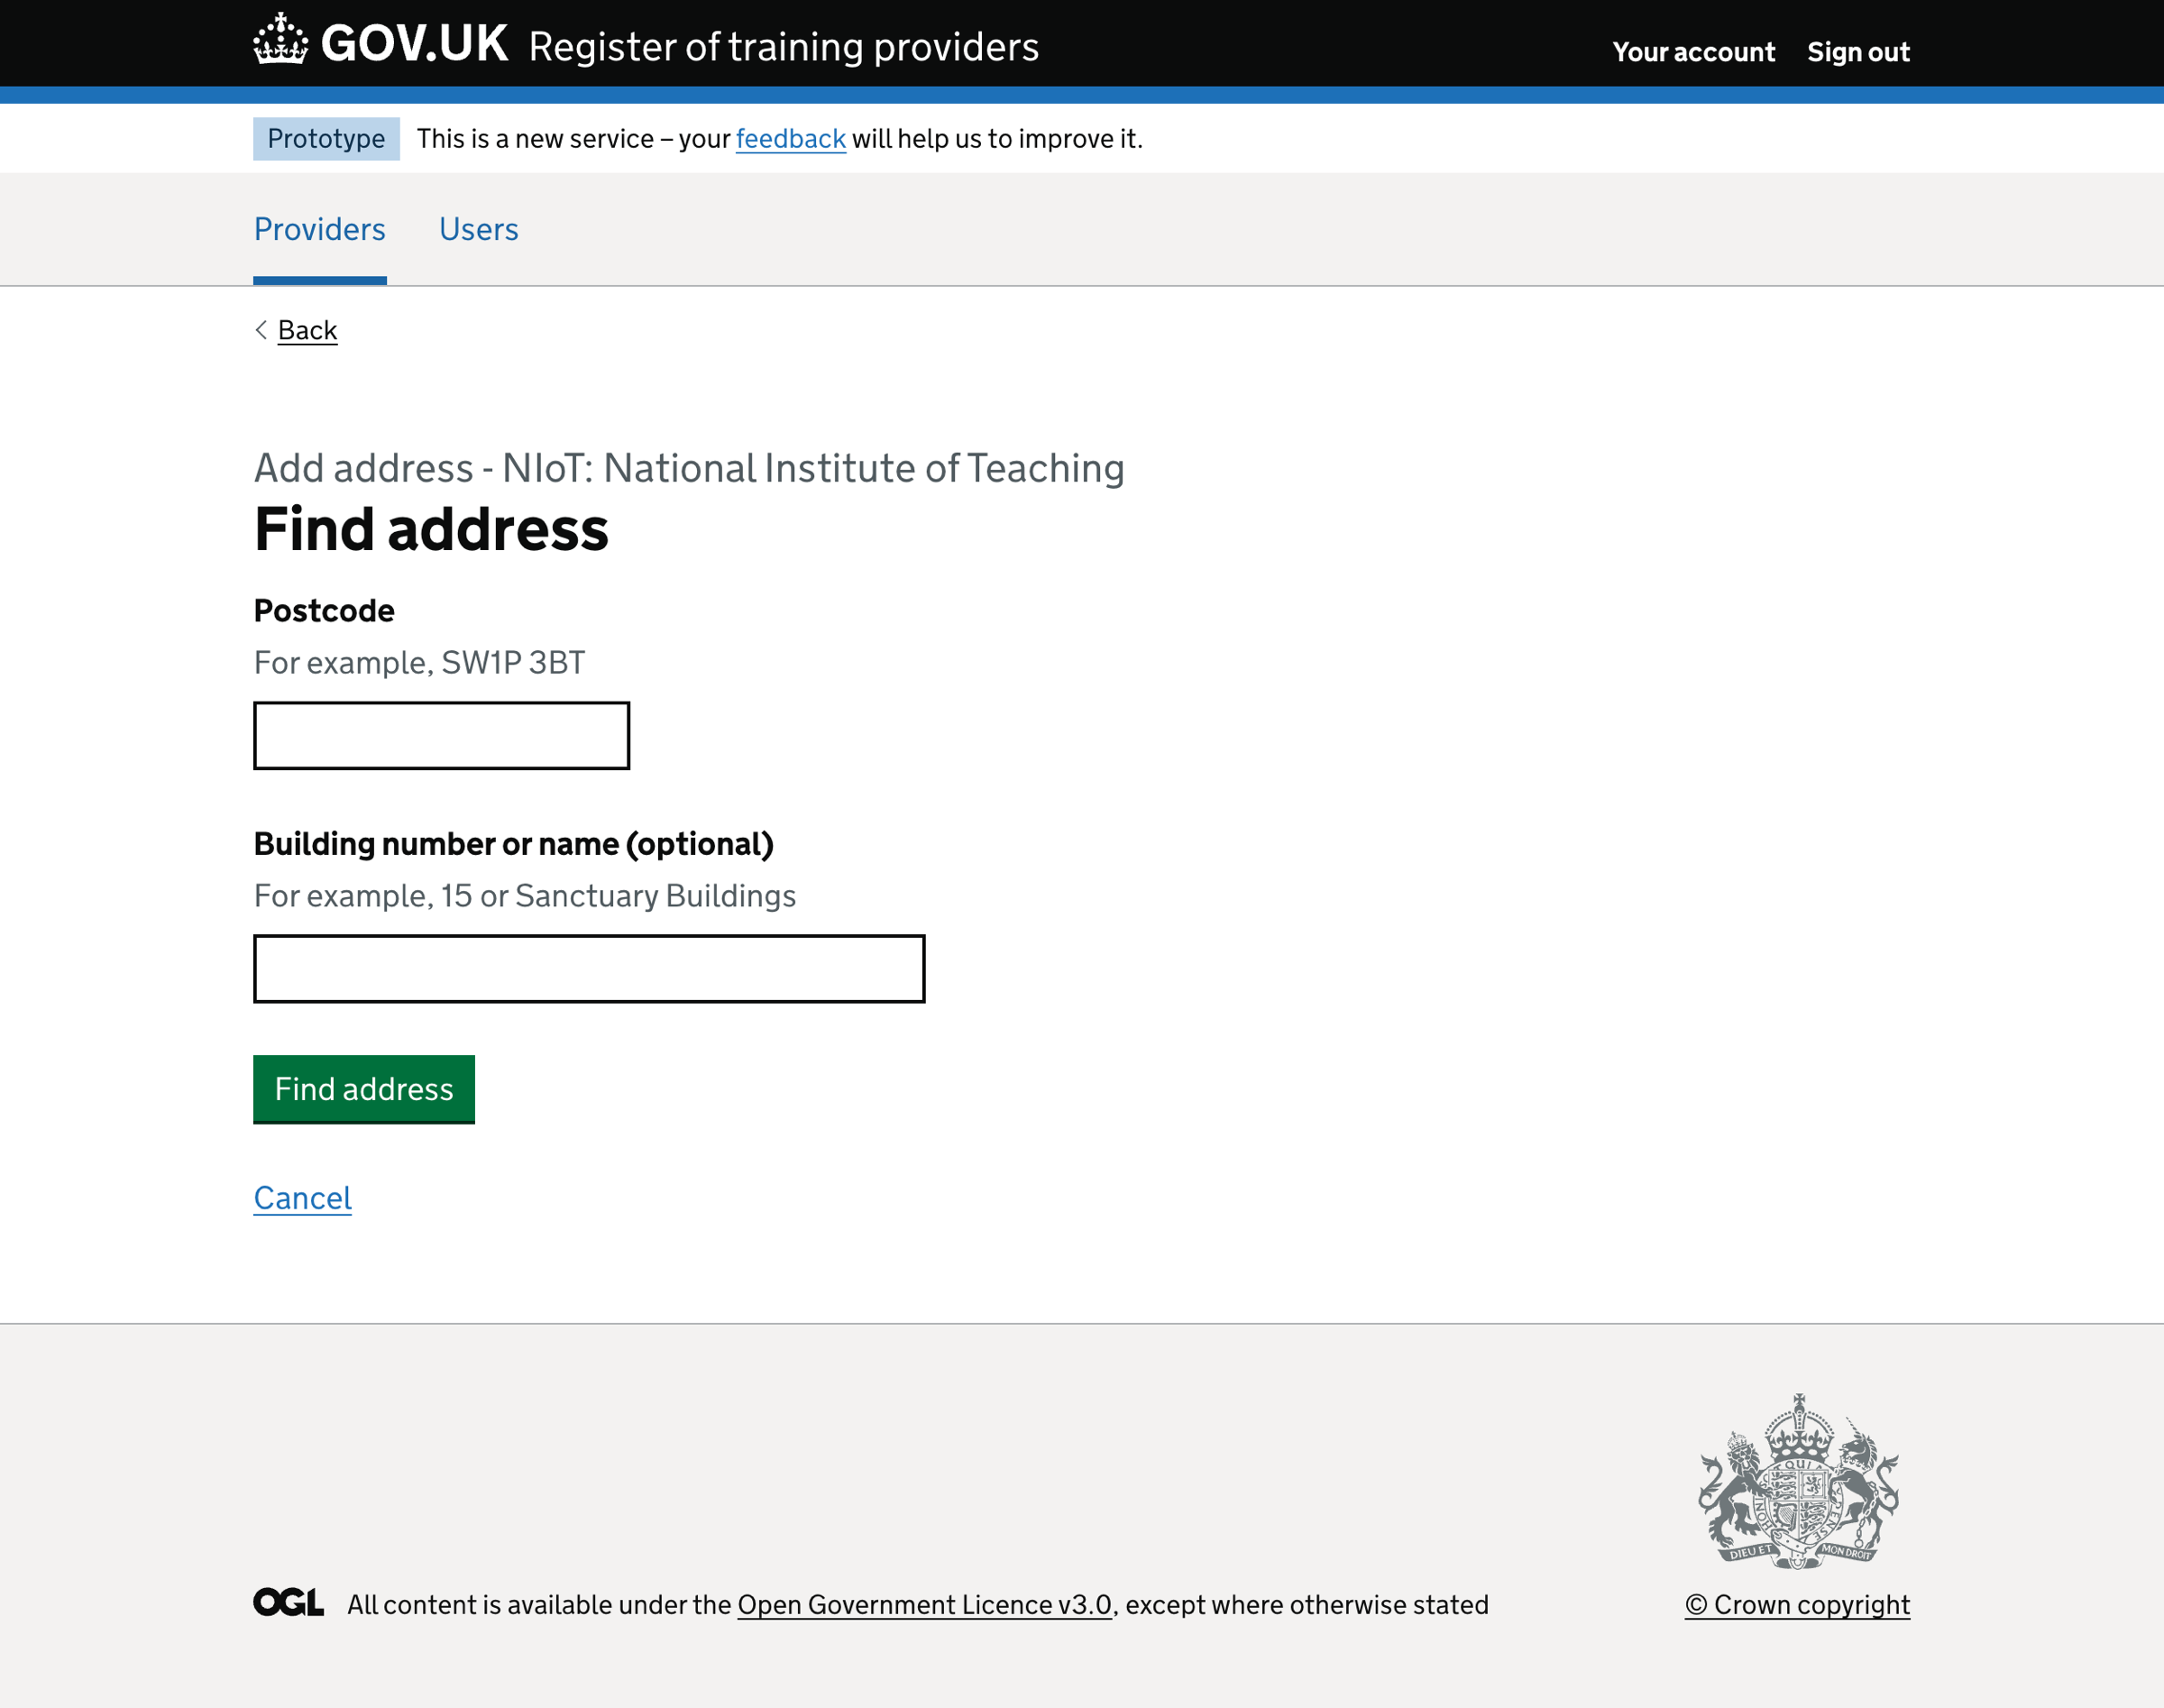 GOV.UK Register of training providers
Your account Sign out
Prototype This is a new service – your feedback will help us to improve it.
Providers Users
Back
Add address - NIoT: National Institute of Teaching
Find address
Postcode
For example, SW1P 3BT
Building number or name (optional)
For example, 15 or Sanctuary Buildings
Find address
Cancel
DIEU ET MON DROIT
OGL All content is available under the Open Government Licence v3.0, except where otherwise stated
© Crown copyright